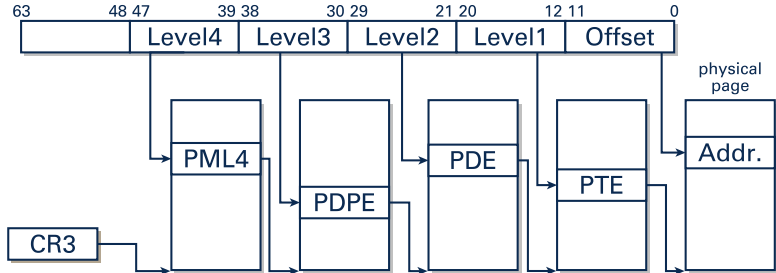 63 48 47 39 38 30 29 21 20 12 11 0
Level4 Level3 Level2 Level1 Offset
physical
page
PML4 PDPE PDE PTE Addr.
CR3